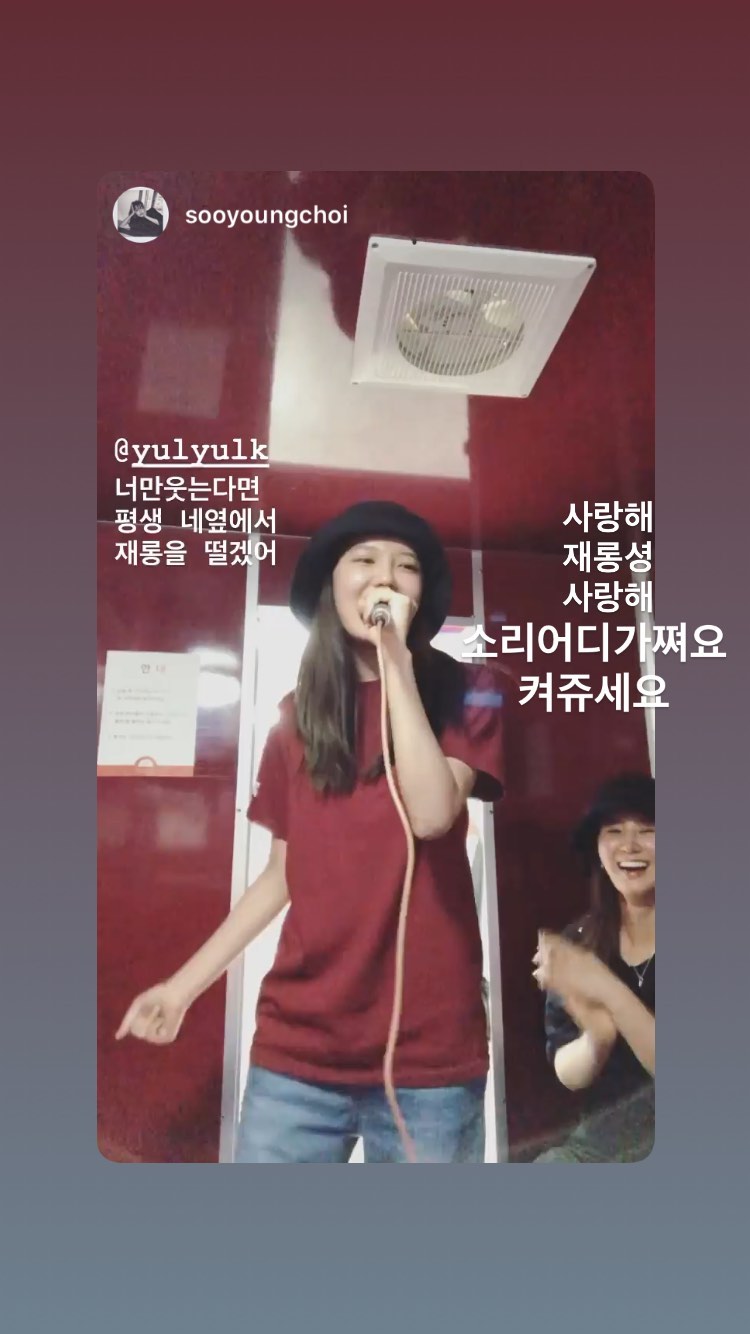 sooyoungchoi
@yulyulk
너만웃는다면
평생 네옆에서
재롱을 떨겠어
사랑해
재롱셩
사랑해
소리어디가쪄요
켜쥬세요
안 내